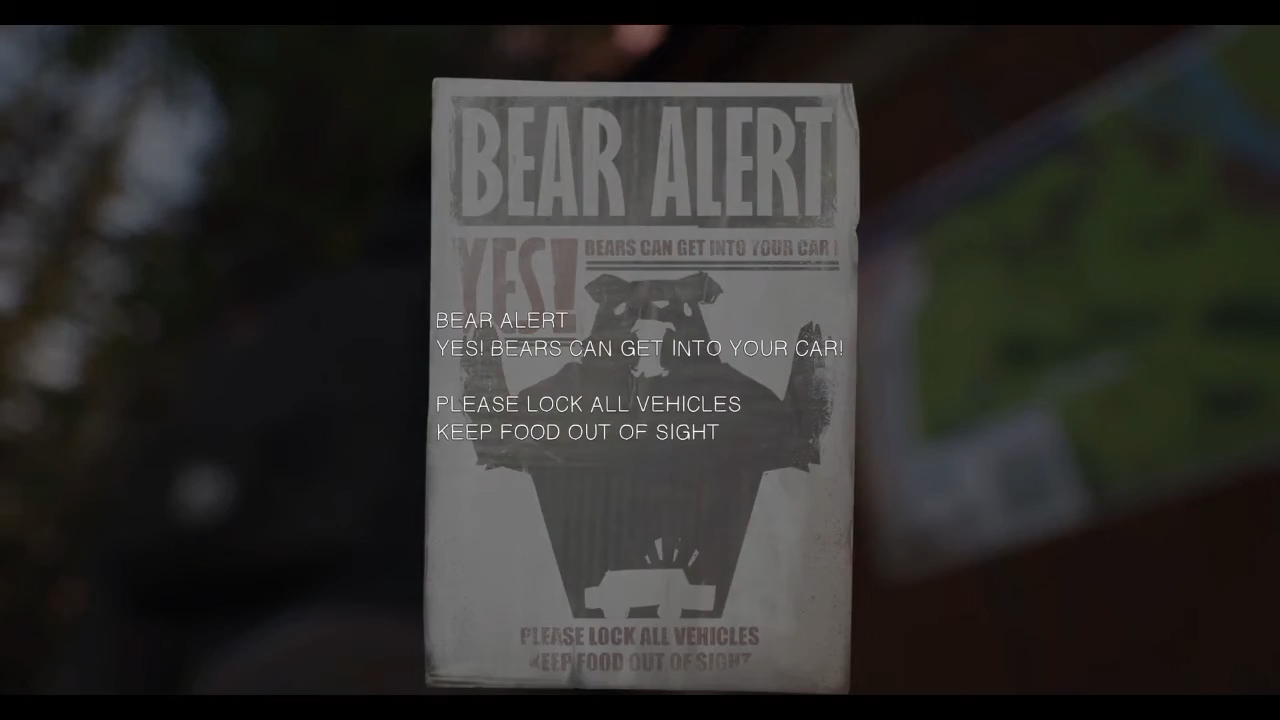 BEAR ALERT
YES! BEARS CAN GET INTO YOUR CAR !
BEAR ALERT
YES! BEARS CAN GET INTO YOUR CAR!
PLEASE LOCK ALL VEHICLES
KEEP FOOD OUT OF SIGHT
PLEASE LOCK ALL VEHICLES
KEEP FOOD OUT OF SIGHT